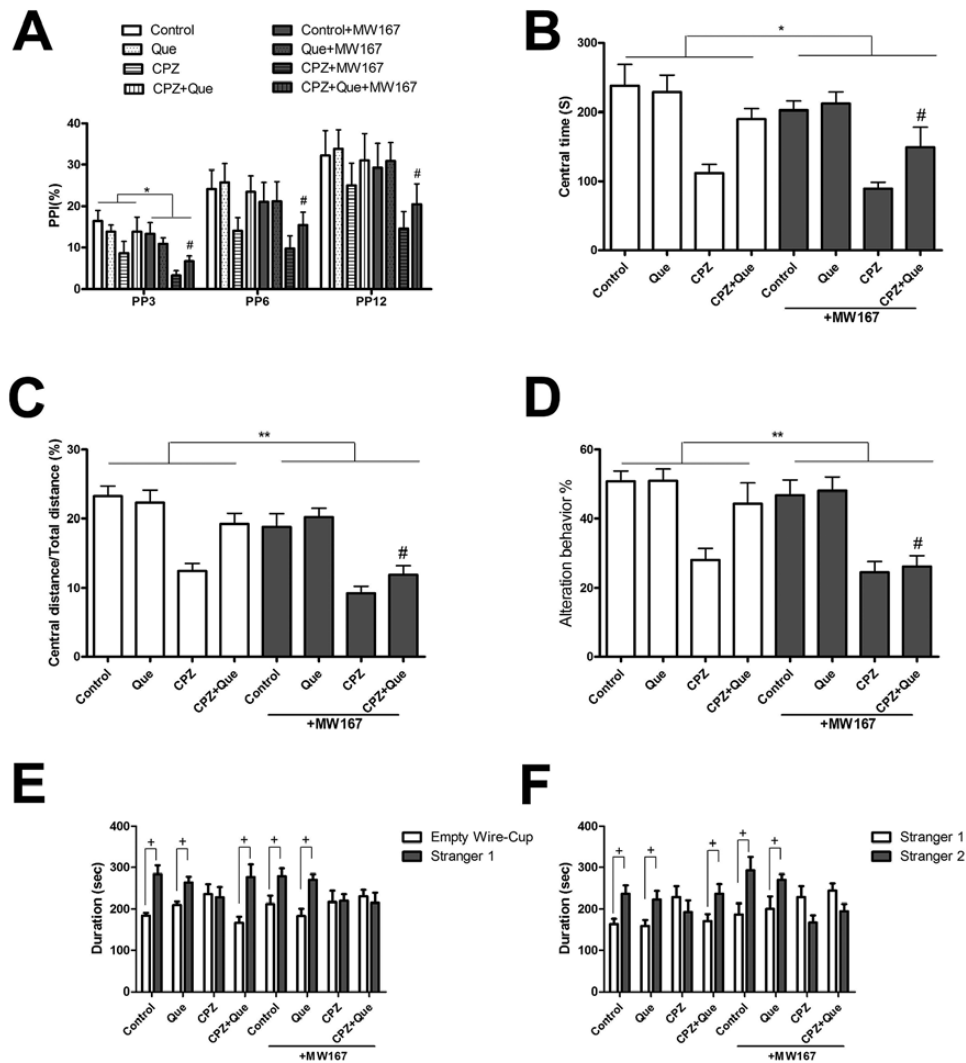 A
Control
Que
CPZ
CPZ+Que
Control+MW167
Que+MW167
CPZ+MW167
CPZ+Que+MW167
PPI(%)
40
30
20
10
0
*
#
#
#
PP3 PP6 PP12
B
Central time (S)
300
200
100
0
*
#
Control Que CPZ CPZ+Que Control Que CPZ CPZ+Que
+MW167
C
Central distance/Total distance (%)
30
20
10
0
**
#
Control Que CPZ CPZ+Que Control Que CPZ CPZ+Que
+MW167
D
Alteration behavior %
60
40
20
0
**
#
Control Que CPZ CPZ+Que Control Que CPZ CPZ+Que
+MW167
E
Empty Wire-Cup
Stranger 1
Duration (sec)
400
300
200
100
0
+ + + + +
Control Que CPZ CPZ+Que Control Que CPZ CPZ+Que
+MW167
F
Stranger 1
Stranger 2
Duration (sec)
400
300
200
100
0
+ + + + +
Control Que CPZ CPZ+Que Control Que CPZ CPZ+Que
+MW167